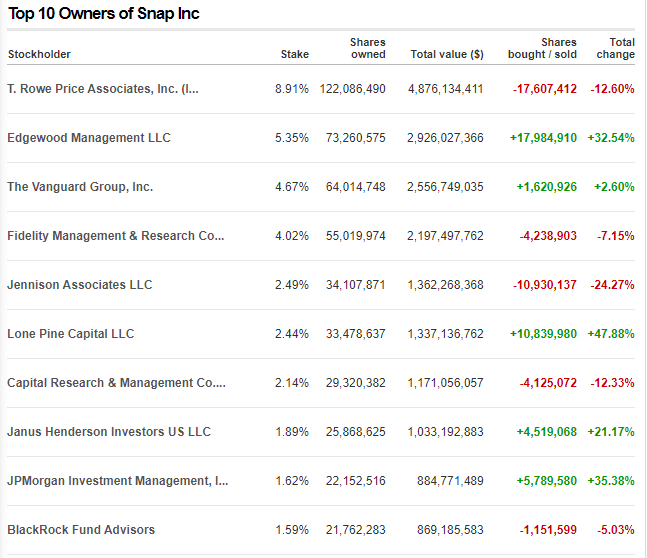 Top 10 Owners of Snap Inc
Stockholder Stake Shares owned Total value ($) Shares bought / sold Total change
T. Rowe Price Associates, Inc. (I... 8.91% 122,086,490 4,876,134,411 -17,607,412 -12.60%
Edgewood Management LLC 5.35% 73,260,575 2,926,027,366 +17,984,910 +32.54%
The Vanguard Group, Inc. 4.67% 64,014,748 2,556,749,035 +1,620,926 +2.60%
Fidelity Management & Research Co... 4.02% 55,019,974 2,197,497,762 -4,238,903 -7.15%
Jennison Associates LLC 2.49% 34,107,871 1,362,268,368 -10,930,137 -24.27%
Lone Pine Capital LLC 2.44% 33,478,637 1,337,136,762 +10,839,980 +47.88%
Capital Research & Management Co.... 2.14% 29,320,382 1,171,056,057 -4,125,072 -12.33%
Janus Henderson Investors US LLC 1.89% 25,868,625 1,033,192,883 +4,519,068 +21.17%
JPMorgan Investment Management, I... 1.62% 22,152,516 884,771,489 +5,789,580 +35.38%
BlackRock Fund Advisors 1.59% 21,762,283 869,185,583 -1,151,599 -5.03%